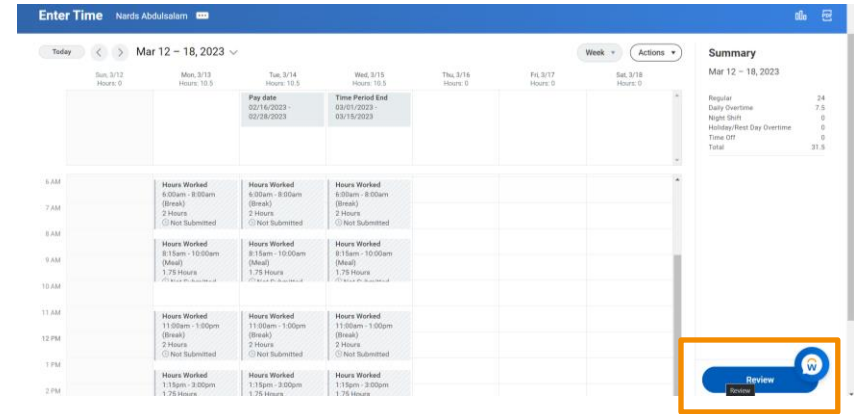 Enter Time Nards Abdulsalam
Today Mar 12 – 18, 2023 Week Actions
Sun, 3/12 Mon, 3/13 Tue, 3/14 Wed, 3/15 Thu, 3/16 Fri, 3/17 Sat, 3/18
Hours: 0 Hours: 10.5 Hours: 10.5 Hours: 10.5 Hours: 0 Hours: 0 Hours: 0
Pay date Time Period End
02/16/2023 - 03/01/2023 -
02/28/2023 03/15/2023
6 AM
Hours Worked Hours Worked Hours Worked
6:00am - 8:00am 6:00am - 8:00am 6:00am - 8:00am
7 AM (Break) (Break) (Break)
2 Hours 2 Hours 2 Hours
Not Submitted Not Submitted Not Submitted
8 AM
Hours Worked Hours Worked Hours Worked
9 AM 8:15am - 10:00am 8:15am - 10:00am 8:15am - 10:00am
(Meal) (Meal) (Meal)
1.75 Hours 1.75 Hours 1.75 Hours
Not Submitted Not Submitted Not Submitted
10 AM
11 AM Hours Worked Hours Worked Hours Worked
11:00am - 1:00pm 11:00am - 1:00pm 11:00am - 1:00pm
12 PM (Break) (Break) (Break)
2 Hours 2 Hours 2 Hours
Not Submitted Not Submitted Not Submitted
1 PM
Hours Worked Hours Worked Hours Worked
2 PM 1:15pm - 3:00pm 1:15pm - 3:00pm 1:15pm - 3:00pm
1.75 Hours 1.75 Hours 1.75 Hours
Summary
Mar 12 – 18, 2023
Regular 24
Daily Overtime 7.5
Night Shift 0
Holiday/Rest Day Overtime 0
Time Off 0
Total 31.5
W
Review
Review